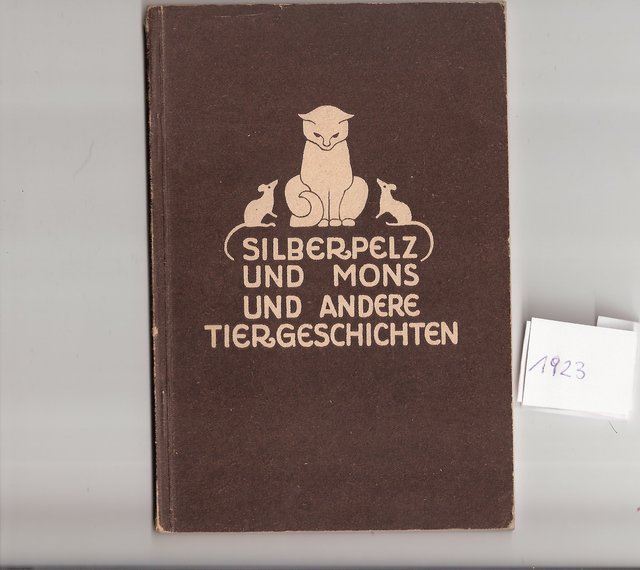 SILBERPELZ
UND MONS
UND ANDERE
TIERGESCHICHTEN
1923